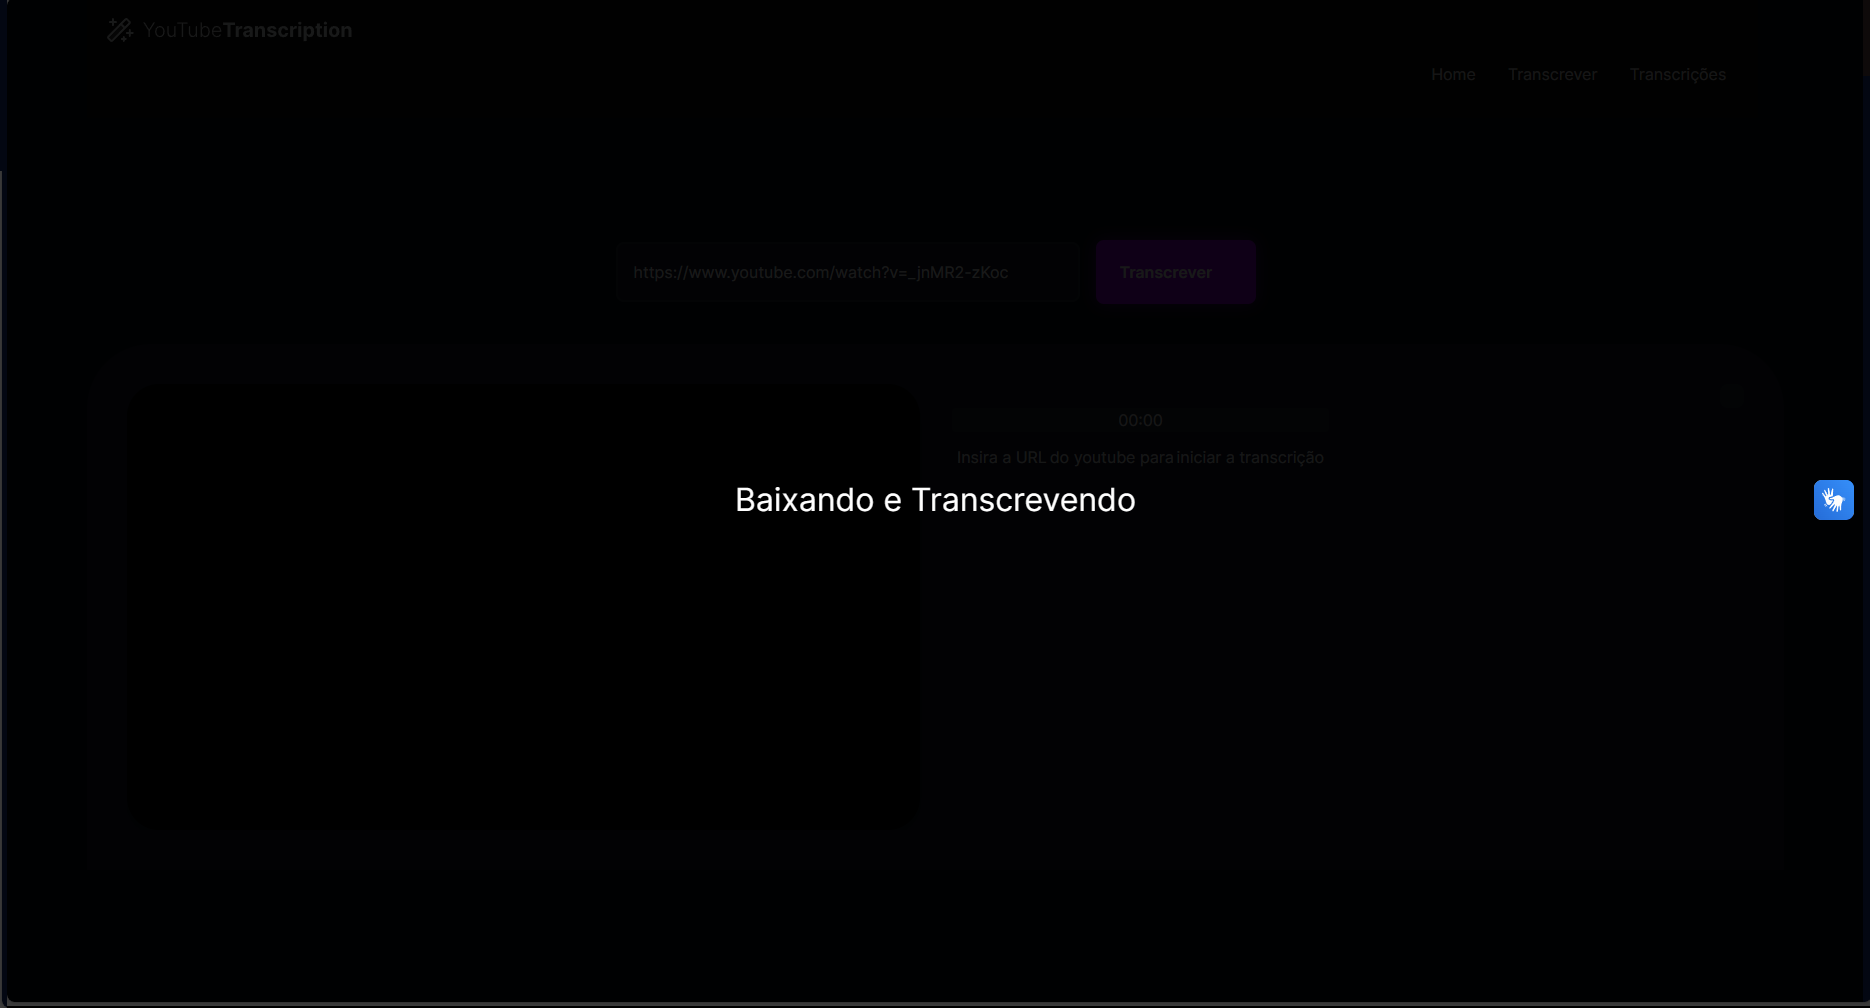 YouTubeTranscription
Home Transcrever Transcrições
https://www.youtube.com/watch?v=_jnMR2-zKoc Transcrever
00:00
Insira a URL do youtube para iniciar a transcrição
Baixando e Transcrevendo